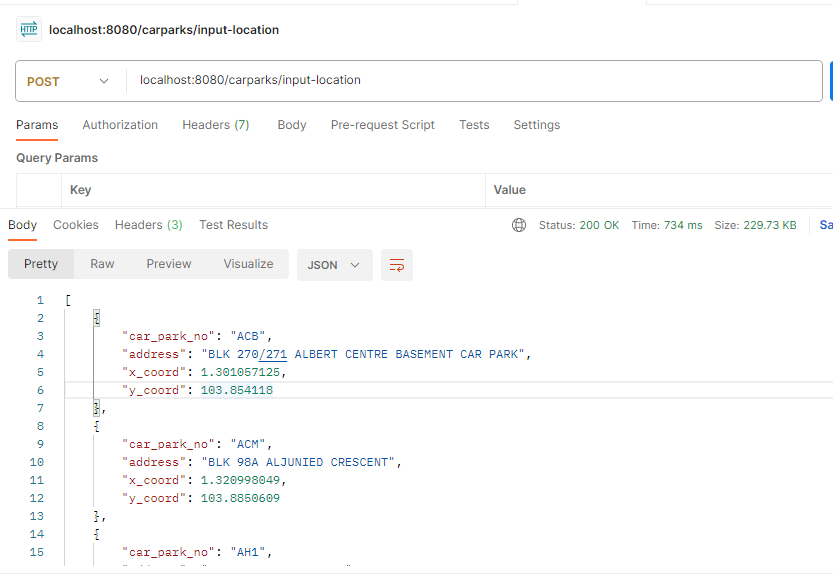 HTTP localhost:8080/carparks/input-location
POST localhost:8080/carparks/input-location
Params Authorization Headers (7) Body Pre-request Script Tests Settings
Query Params
Key Value
Body Cookies Headers (3) Test Results Status: 200 OK Time: 734 ms Size: 229.73 KB Sa
Pretty Raw Preview Visualize JSON
1 [
2 {
3 "car_park_no": "ACB",
4 "address": "BLK 270/271 ALBERT CENTRE BASEMENT CAR PARK",
5 "x_coord": 1.301057125,
6 "y_coord": 103.854118
7 },
8 {
9 "car_park_no": "ACM",
10 "address": "BLK 98A ALJUNIED CRESCENT",
11 "x_coord": 1.320998049,
12 "y_coord": 103.8850609
13 },
14 {
15 "car_park_no": "AH1",